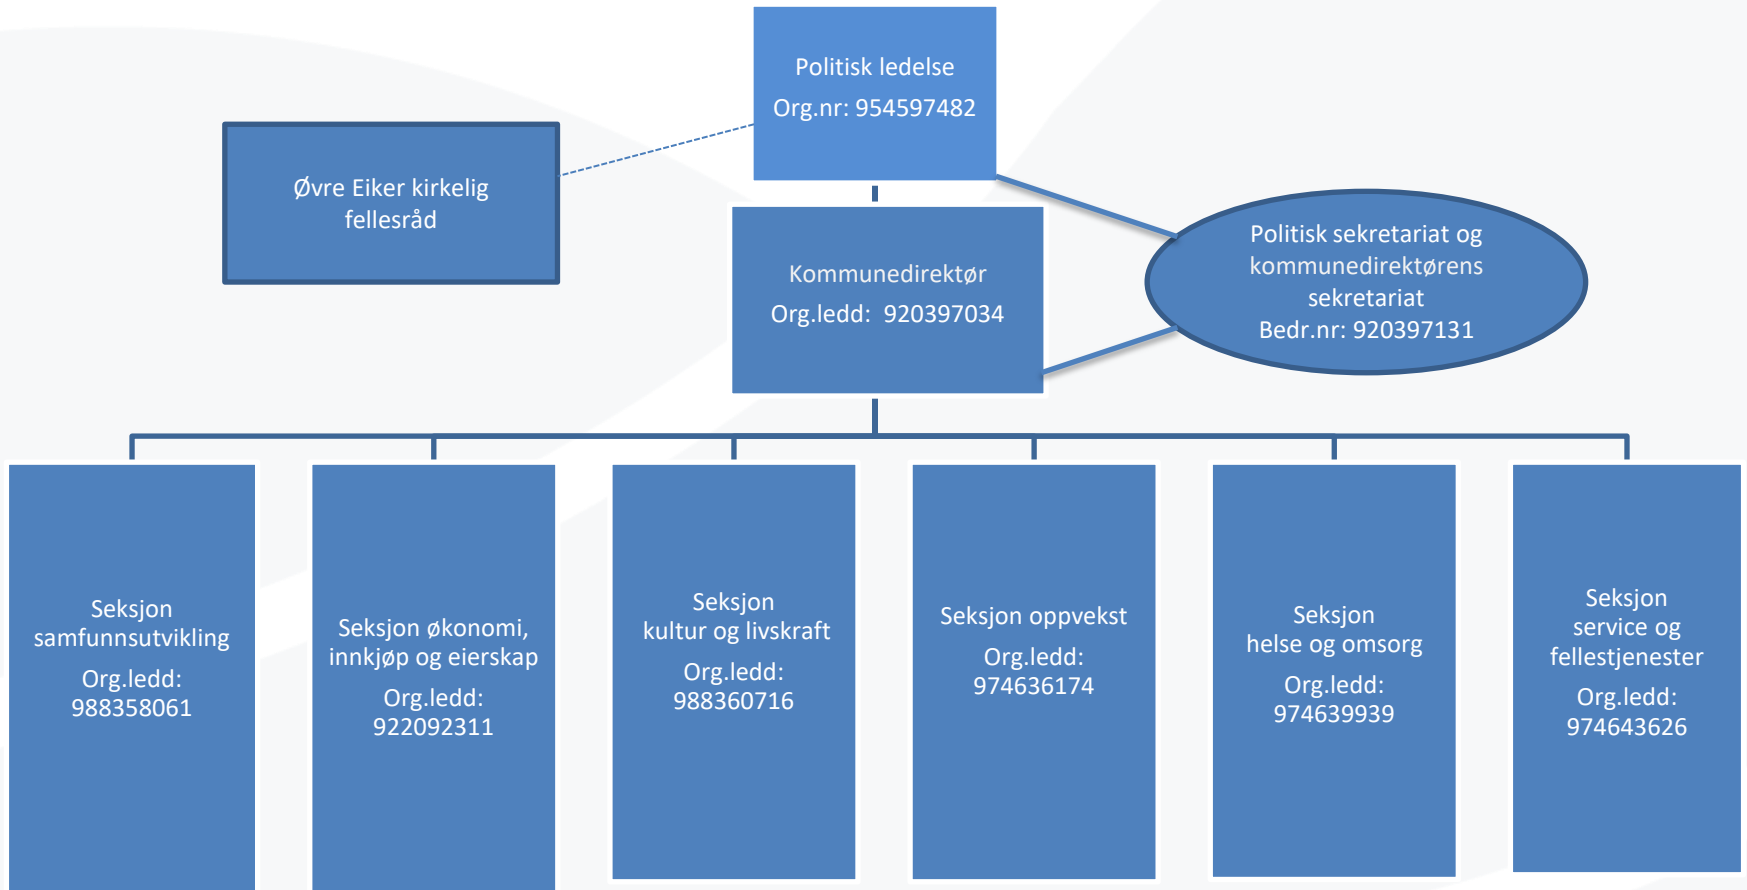 Politisk ledelse
Org.nr: 954597482
Øvre Eiker kirkelig
fellesråd
Kommunedirektør
Org.ledd:  920397034
Politisk sekretariat og
kommunedirektørens
sekretariat
Bedr.nr: 920397131
Seksjon
samfunnsutvikling
Org.ledd:
988358061
Seksjon økonomi,
innkjøp og eierskap
Org.ledd:
922092311
Seksjon
kultur og livskraft
Org.ledd:
988360716
Seksjon oppvekst
Org.ledd:
974636174
Seksjon
helse og omsorg
Org.ledd:
974639939
Seksjon
service og
fellestjenester
Org.ledd:
974643626